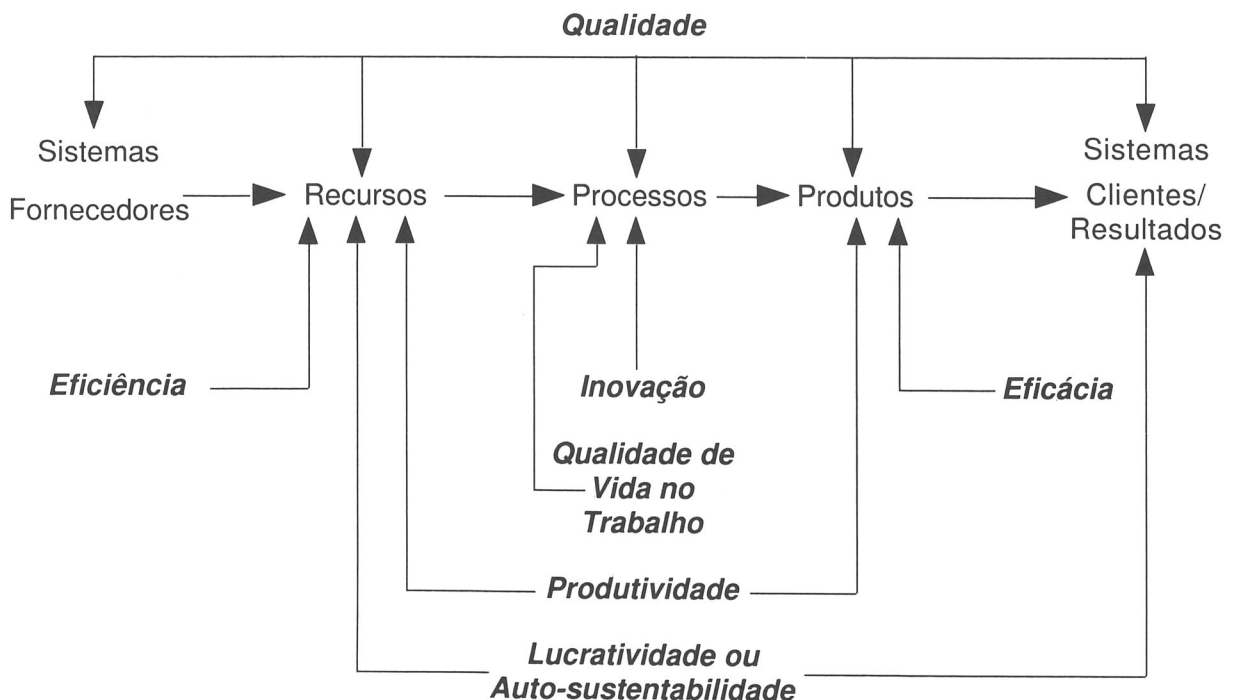 Qualidade
Sistemas
Fornecedores
Recursos
Processos
Produtos
Sistemas
Clientes/
Resultados
Eficiência
Inovação
Eficácia
Qualidade de
Vida no
Trabalho
Produtividade
Lucratividade ou
Auto-sustentabilidade